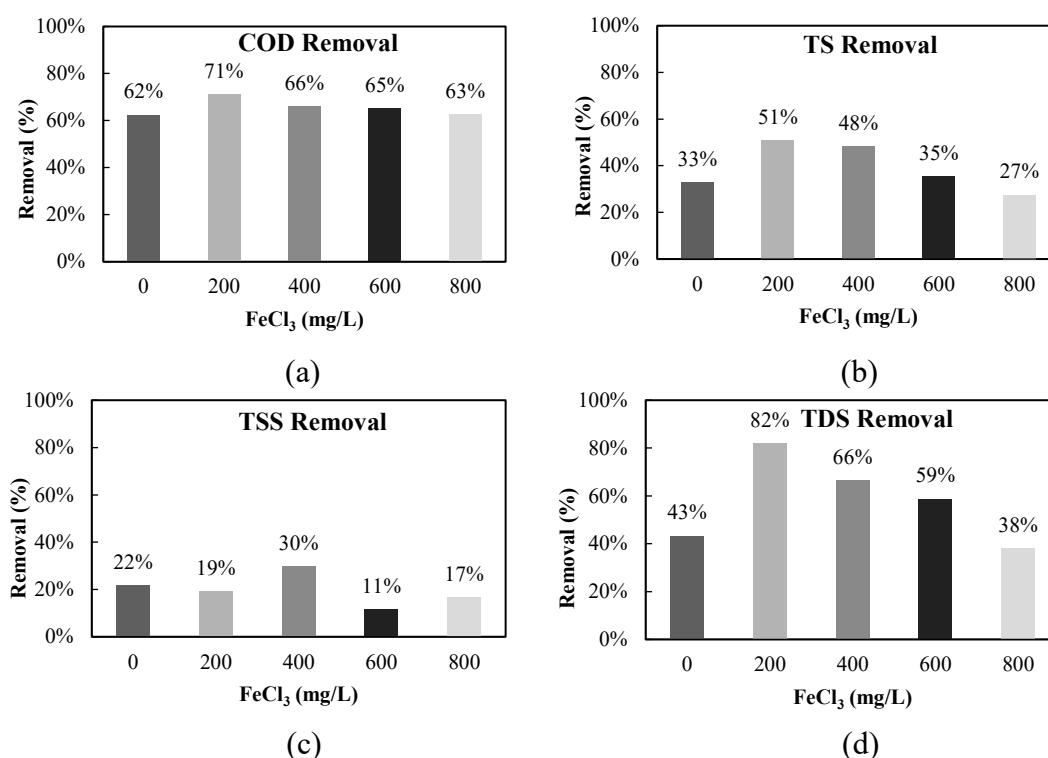 COD Removal
100%
80%
60%
40%
20%
0%
Removal (%)
62%
71%
66%
65%
63%
0 200 400 600 800
FeCl₃ (mg/L)
(a)
TS Removal
100%
80%
60%
40%
20%
0%
Removal (%)
33%
51%
48%
35%
27%
0 200 400 600 800
FeCl₃ (mg/L)
(b)
TSS Removal
100%
80%
60%
40%
20%
0%
Removal (%)
22%
19%
30%
11%
17%
0 200 400 600 800
FeCl₃ (mg/L)
(c)
TDS Removal
100%
80%
60%
40%
20%
0%
Removal (%)
43%
82%
66%
59%
38%
0 200 400 600 800
FeCl₃ (mg/L)
(d)